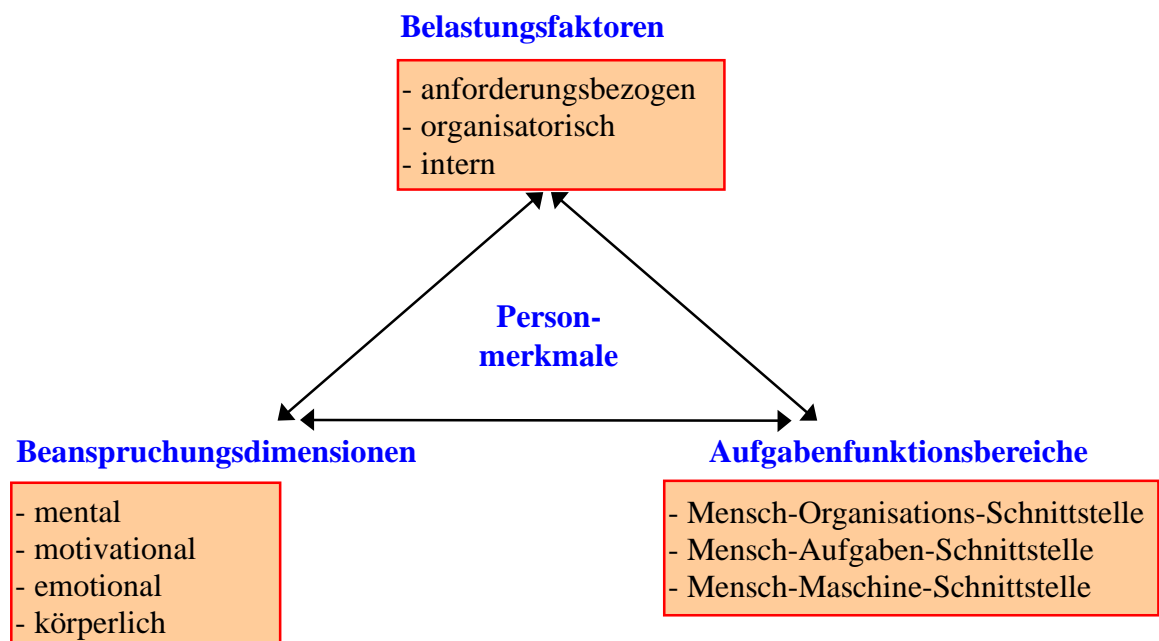 Belastungsfaktoren
- anforderungsbezogen
- organisatorisch
- intern
Person-
merkmale
Beanspruchungsdimensionen
- mental
- motivational
- emotional
- körperlich
Aufgabenfunktionsbereiche
- Mensch-Organisations-Schnittstelle
- Mensch-Aufgaben-Schnittstelle
- Mensch-Maschine-Schnittstelle